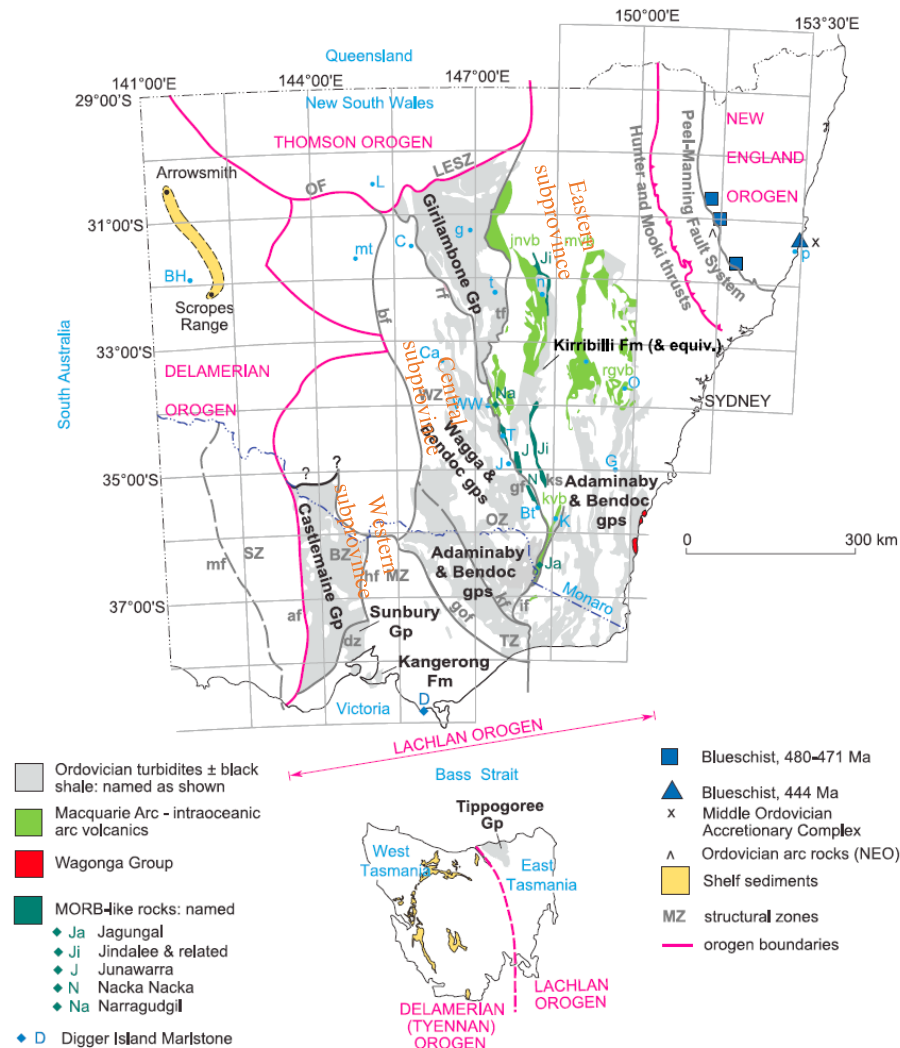 150°00'E
153°30'E
Queensland
141°00'E
144°00'E
147°00'E
29°00'S
New South Wales
THOMSON OROGEN
NEW
ENGLAND
OROGEN
Peel-Manning Fault System
Hunter and Mooki thrusts
LESZ
OF
L
Arrowsmith
31°00'S
Eastern
subprovince
Girilambone Gp
g
C
mt
jnvb
mvb
Ji
x
p
BH
Scopes
Range
bf
rf
t
tf
n
33°00'S
Kirribilli Fm (& equiv.)
Ca
rgvb
O
SYDNEY
South Australia
DELAMERIAN
OROGEN
Central
subprovince
WZ
WW
Na
Wagga &
Bendoc gps
T
J
J
Ji
G
35°00'S
?
?
N
gf
ks
Adaminaby
& Bendoc
gps
Bt
kvb
K
OZ
Western
subprovince
Castlemaine Gp
SZ
BZ
mf
hf
MZ
Adaminaby
& Bendoc
gps
Ja
0
300 km
Monaro
37°00'S
af
dz
Sunbury
Gp
gof
if
TZ
Kangerong
Fm
Victoria
D
LACHLAN OROGEN
Bass Strait
Ordovician turbidites ± black
shale: named as shown
Macquarie Arc - intraoceanic
arc volcanics
Wagonga Group
MORB-like rocks: named
Ja Jagungal
Ji Jindalee & related
J Junawarra
N Nacka Nacka
Na Narragudgil
D Digger Island Marlstone
Tippogoree
Gp
West
Tasmania
East
Tasmania
LACHLAN
OROGEN
DELAMERIAN
(TYENNAN)
OROGEN
Blueschist, 480-471 Ma
Blueschist, 444 Ma
x Middle Ordovician
Accretionary Complex
^ Ordovician arc rocks (NEO)
Shelf sediments
MZ structural zones
orogen boundaries